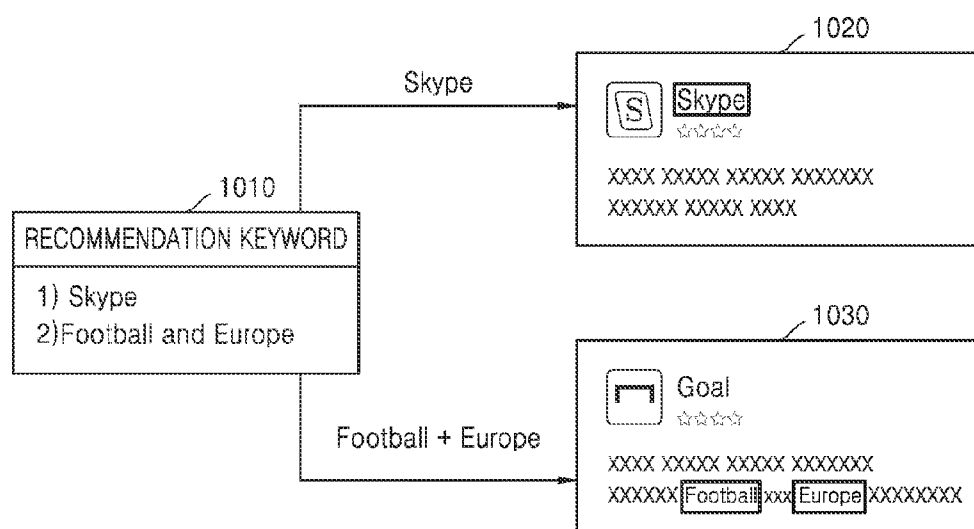 1020
Skype
S
Skype
☆☆☆☆
XXXX XXXXX XXXXX XXXXXXX
XXXXXX XXXXX XXXX
1010
RECOMMENDATION KEYWORD
1) Skype
2)Football and Europe
1030
Goal
☆☆☆☆
Football + Europe
XXXX XXXXX XXXXX XXXXXXX
XXXXXX Football xxx Europe XXXXXXXX